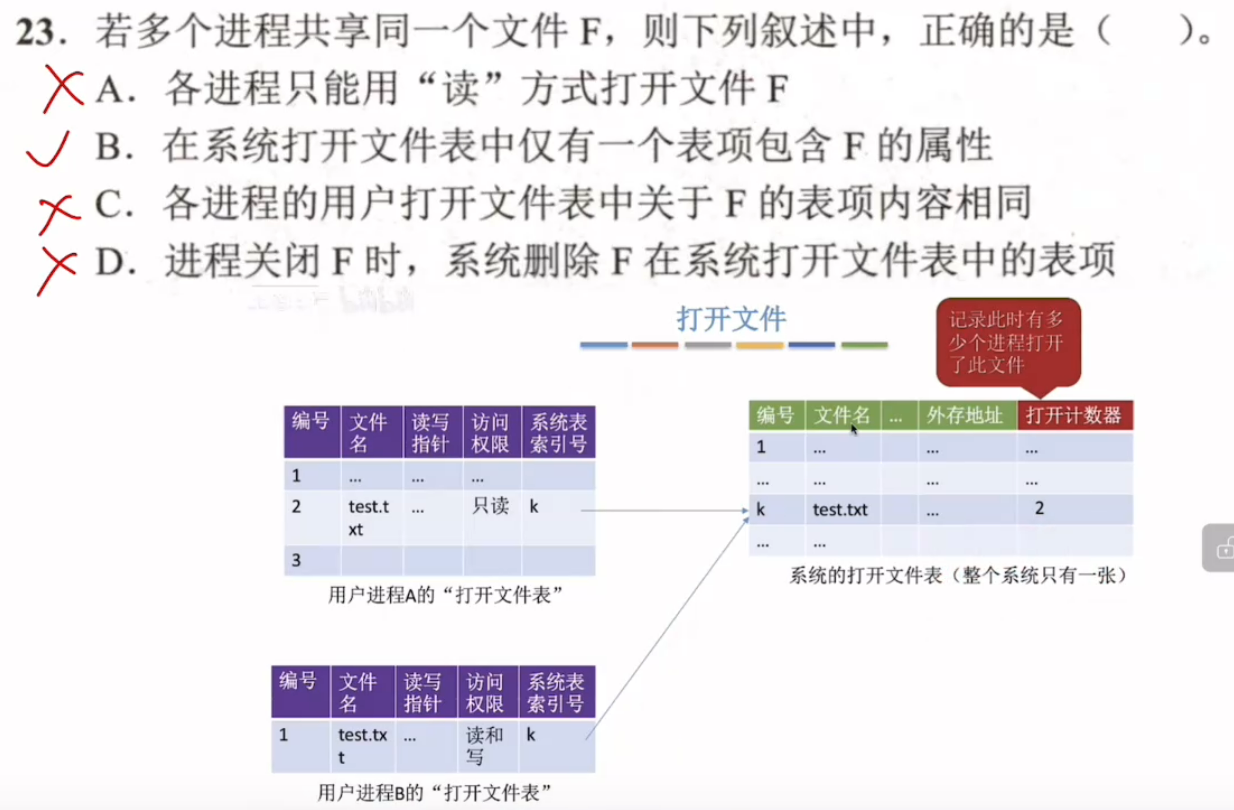 23. 若多个进程共享同一个文件 F，则下列叙述中，正确的是（ ）。
A. 各进程只能用“读”方式打开文件 F
B. 在系统打开文件表中仅有一个表项包含 F 的属性
C. 各进程的用户打开文件表中关于 F 的表项内容相同
D. 进程关闭 F 时，系统删除 F 在系统打开文件表中的表项
打开文件
记录此时有多
少个进程打开
了此文件
编号 文件名 读写指针 访问权限 系统表索引号
1 ... ... ...
2 test.txt ... 只读 k
3
用户进程A的“打开文件表”
编号 文件名 ... 外存地址 打开计数器
1 ... ... ...
... ... ... ...
k test.txt ... 2
... ...
系统的打开文件表（整个系统只有一张）
编号 文件名 读写指针 访问权限 系统表索引号
1 test.txt ... 读和写 k
用户进程B的“打开文件表”